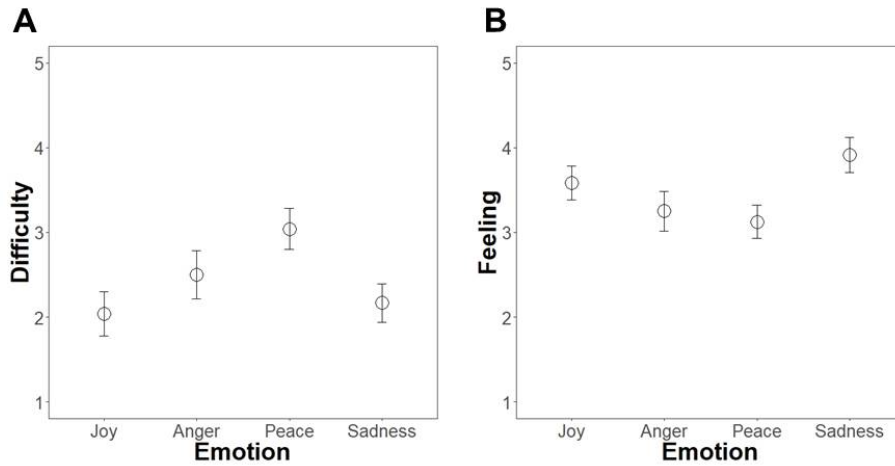 A
Difficulty
5
4
3
2
1
Joy Anger Peace Sadness
Emotion
B
Feeling
5
4
3
2
1
Joy Anger Peace Sadness
Emotion